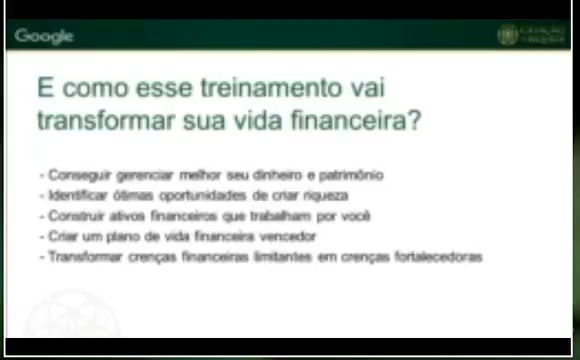 Google
E como esse treinamento vai
transformar sua vida financeira?
- Conseguir gerenciar melhor seu dinheiro e patrimônio
- Identificar ótimas oportunidades de criar riqueza
- Construir ativos financeiros que trabalham por você
- Criar um plano de vida financeira vencedor
- Transformar crenças financeiras limitantes em crenças fortalecedoras